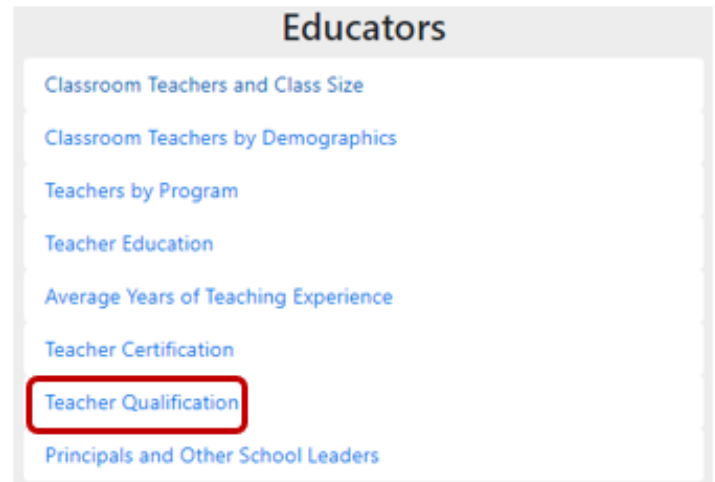 Educators
Classroom Teachers and Class Size
Classroom Teachers by Demographics
Teachers by Program
Teacher Education
Average Years of Teaching Experience
Teacher Certification
Teacher Qualification
Principals and Other School Leaders